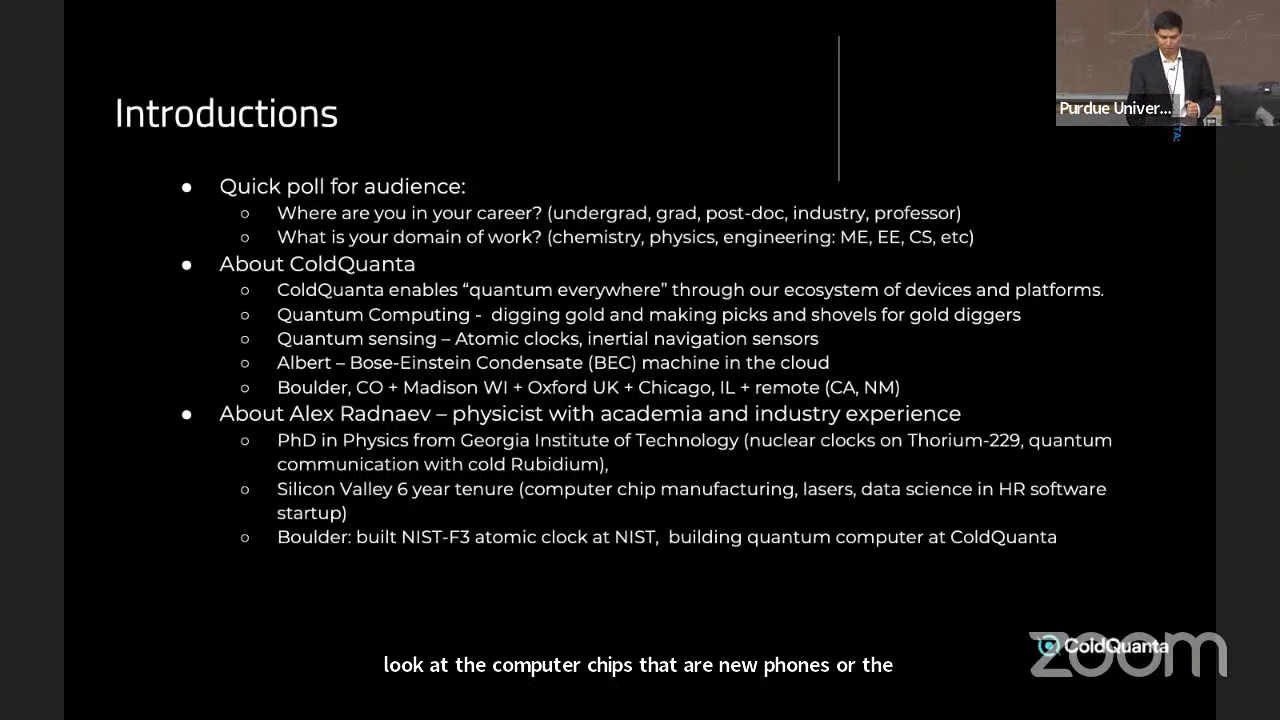 Purdue Univer...
TA:
Introductions
● Quick poll for audience:
○ Where are you in your career? (undergrad, grad, post-doc, industry, professor)
○ What is your domain of work? (chemistry, physics, engineering: ME, EE, CS, etc)
● About ColdQuanta
○ ColdQuanta enables “quantum everywhere” through our ecosystem of devices and platforms.
○ Quantum Computing - digging gold and making picks and shovels for gold diggers
○ Quantum sensing – Atomic clocks, inertial navigation sensors
○ Albert – Bose-Einstein Condensate (BEC) machine in the cloud
○ Boulder, CO + Madison WI + Oxford UK + Chicago, IL + remote (CA, NM)
● About Alex Radnaev – physicist with academia and industry experience
○ PhD in Physics from Georgia Institute of Technology (nuclear clocks on Thorium-229, quantum
communication with cold Rubidium),
○ Silicon Valley 6 year tenure (computer chip manufacturing, lasers, data science in HR software
startup)
○ Boulder: built NIST-F3 atomic clock at NIST, building quantum computer at ColdQuanta
ColdQuanta
zoom
look at the computer chips that are new phones or the